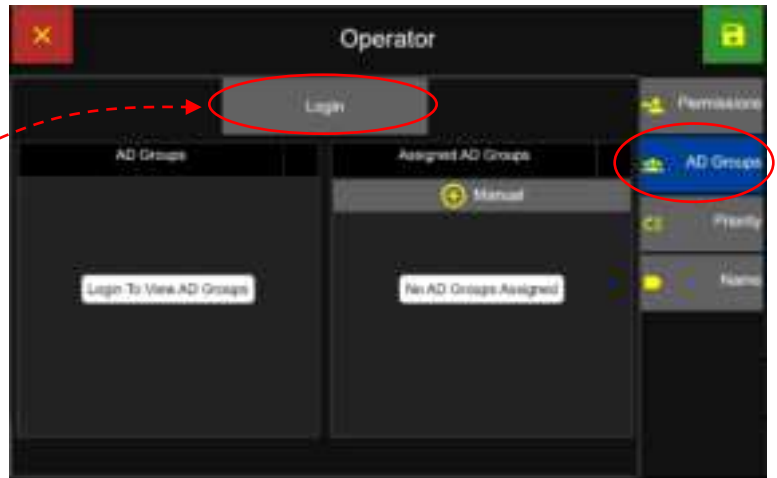 Operator
Login
Permissions
AD Groups
Assigned AD Groups
AD Groups
Manual
Priority
Login To View AD Groups
No AD Groups Assigned
Name